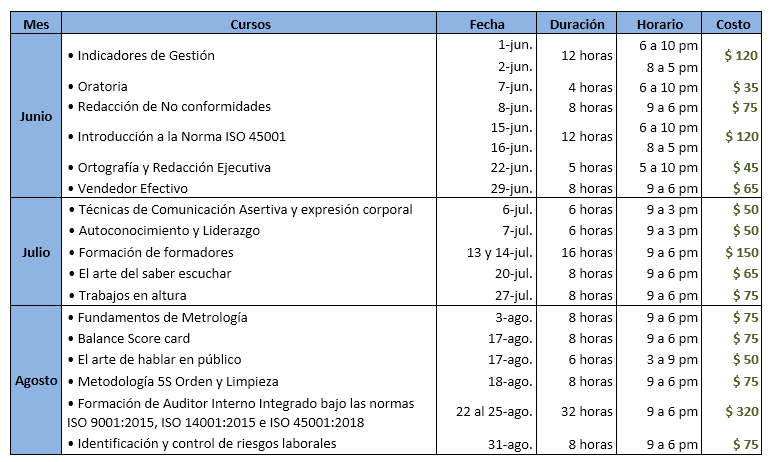 Mes Cursos Fecha Duración Horario Costo
Junio
• Indicadores de Gestión 1-jun. 12 horas 6 a 10 pm $ 120
2-jun. 8 a 5 pm
• Oratoria 7-jun. 4 horas 6 a 10 pm $ 35
• Redacción de No conformidades 8-jun. 8 horas 9 a 6 pm $ 75
• Introducción a la Norma ISO 45001 15-jun. 12 horas 6 a 10 pm $ 120
16-jun. 8 a 5 pm
• Ortografía y Redacción Ejecutiva 22-jun. 5 horas 5 a 10 pm $ 45
• Vendedor Efectivo 29-jun. 8 horas 9 a 6 pm $ 65
Julio
• Técnicas de Comunicación Asertiva y expresión corporal 6-jul. 6 horas 9 a 3 pm $ 50
• Autoconocimiento y Liderazgo 7-jul. 6 horas 9 a 3 pm $ 50
• Formación de formadores 13 y 14-jul. 16 horas 9 a 6 pm $ 150
• El arte del saber escuchar 20-jul. 8 horas 9 a 6 pm $ 65
• Trabajos en altura 27-jul. 8 horas 9 a 6 pm $ 75
Agosto
• Fundamentos de Metrología 3-ago. 8 horas 9 a 6 pm $ 75
• Balance Score card 17-ago. 8 horas 9 a 6 pm $ 75
• El arte de hablar en público 17-ago. 6 horas 3 a 9 pm $ 50
• Metodología 5S Orden y Limpieza 18-ago. 8 horas 9 a 6 pm $ 75
• Formación de Auditor Interno Integrado bajo las normas
ISO 9001:2015, ISO 14001:2015 e ISO 45001:2018 22 al 25-ago. 32 horas 9 a 6 pm $ 320
• Identificación y control de riesgos laborales 31-ago. 8 horas 9 a 6 pm $ 75